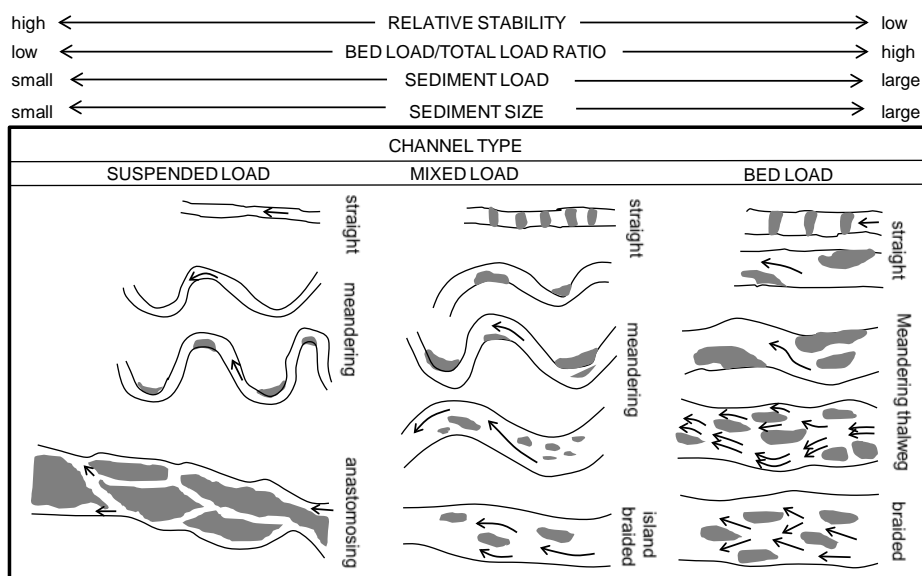 high RELATIVE STABILITY low
low BED LOAD/TOTAL LOAD RATIO high
small SEDIMENT LOAD large
small SEDIMENT SIZE large
CHANNEL TYPE
SUSPENDED LOAD MIXED LOAD BED LOAD
straight
meandering
anastomosing
straight
meandering
island
braided
straight
Meandering thalweg
braided